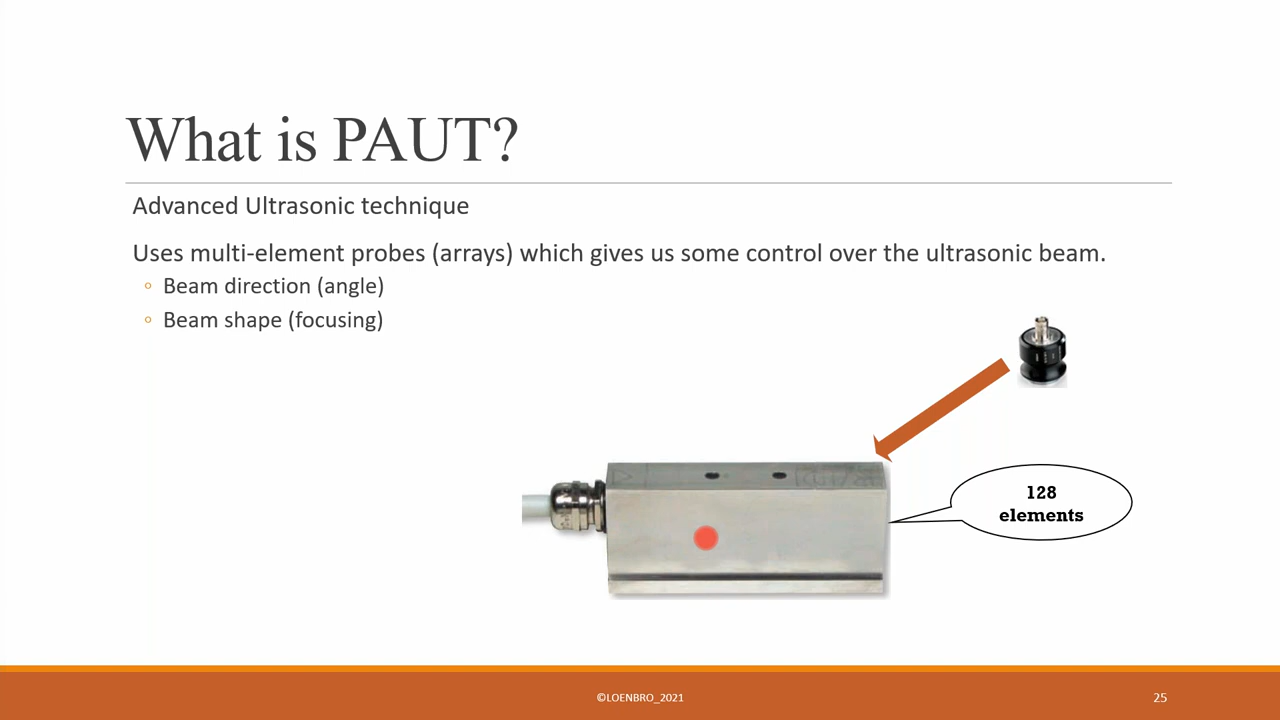 What is PAUT?
Advanced Ultrasonic technique
Uses multi-element probes (arrays) which gives us some control over the ultrasonic beam.
◦ Beam direction (angle)
◦ Beam shape (focusing)
128
elements
©LOENBRO_2021
25